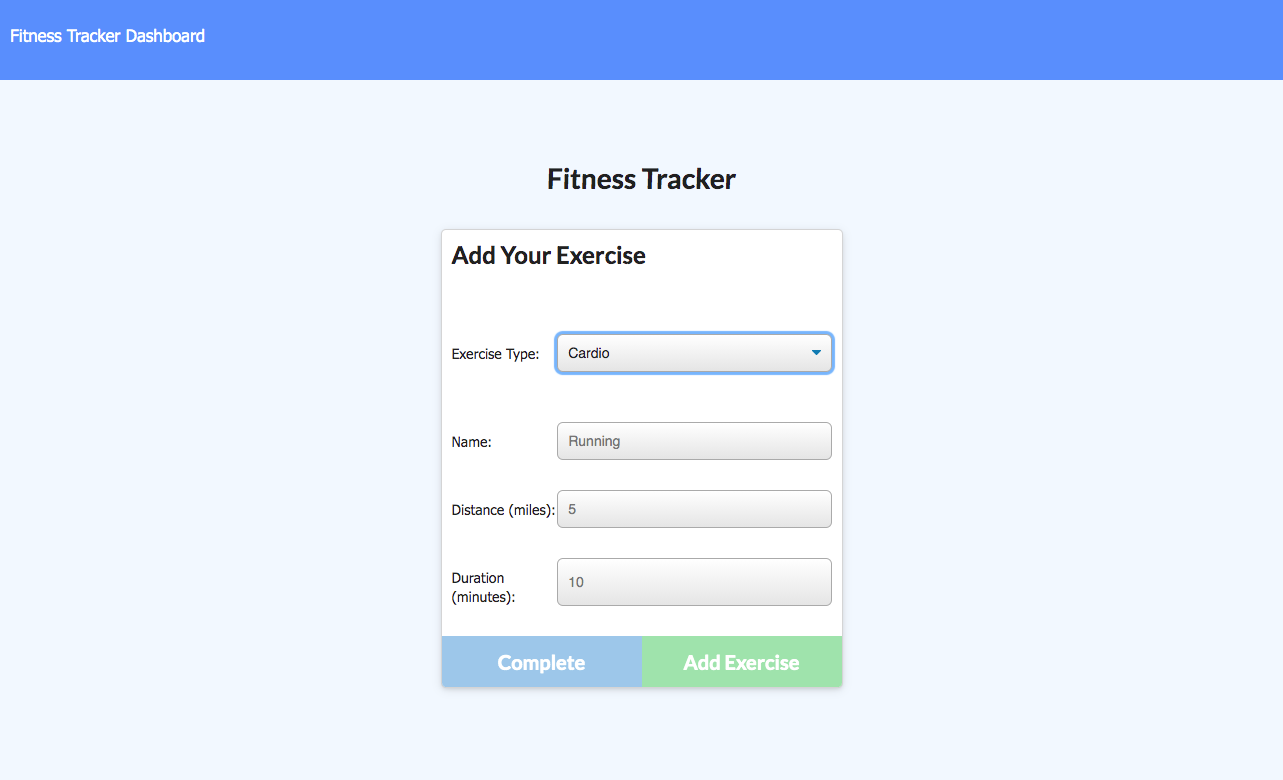 Fitness Tracker Dashboard
Fitness Tracker
Add Your Exercise
Exercise Type: Cardio
Name: Running
Distance (miles): 5
Duration
(minutes): 10
Complete Add Exercise